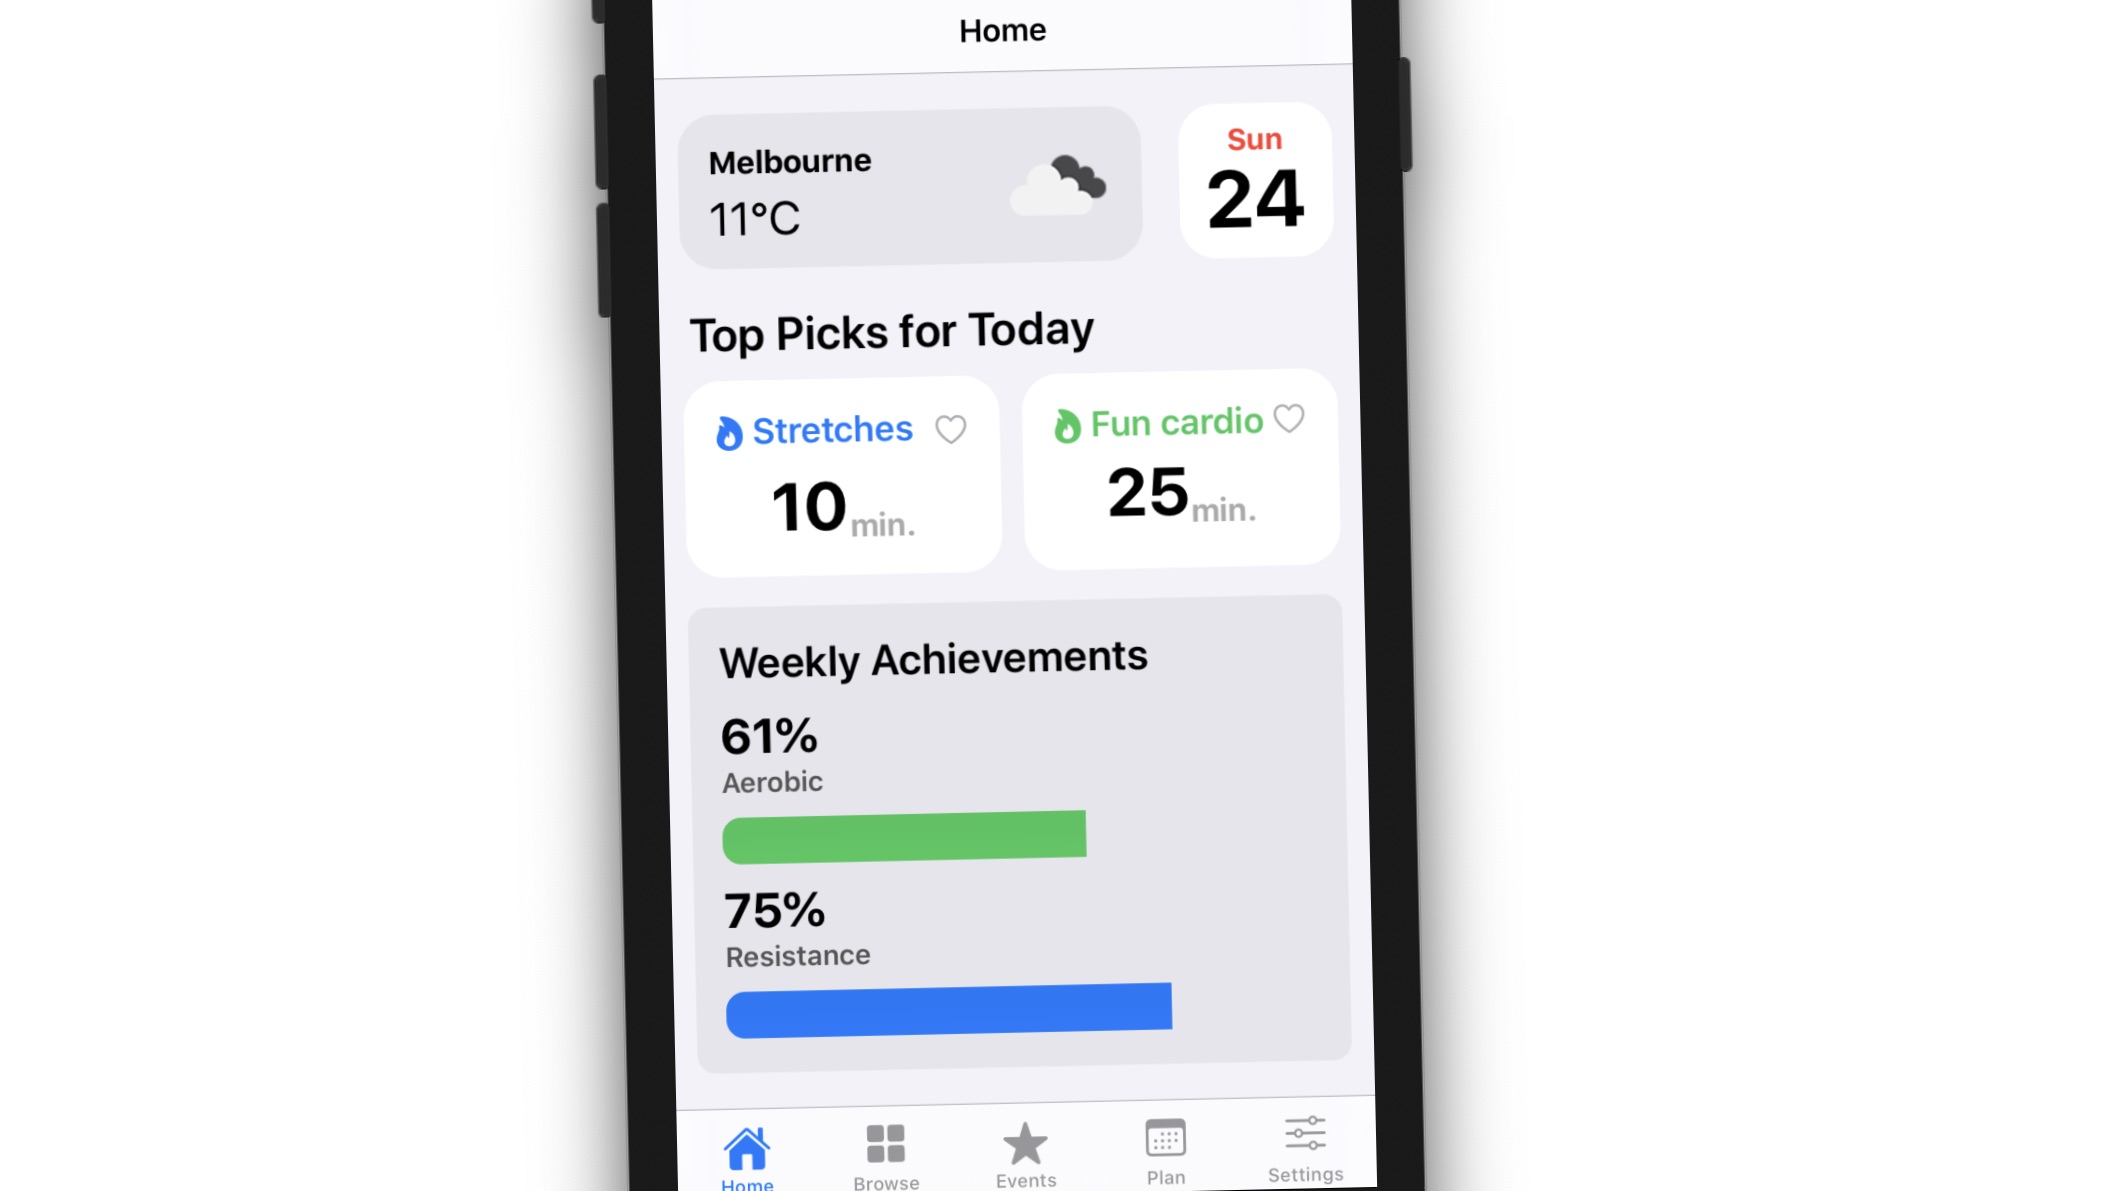 Home
Melbourne
11°C
Sun
24
Top Picks for Today
Stretches
10 min.
Fun cardio
25 min.
Weekly Achievements
61%
Aerobic
75%
Resistance
Home
Browse
Events
Plan
Settings